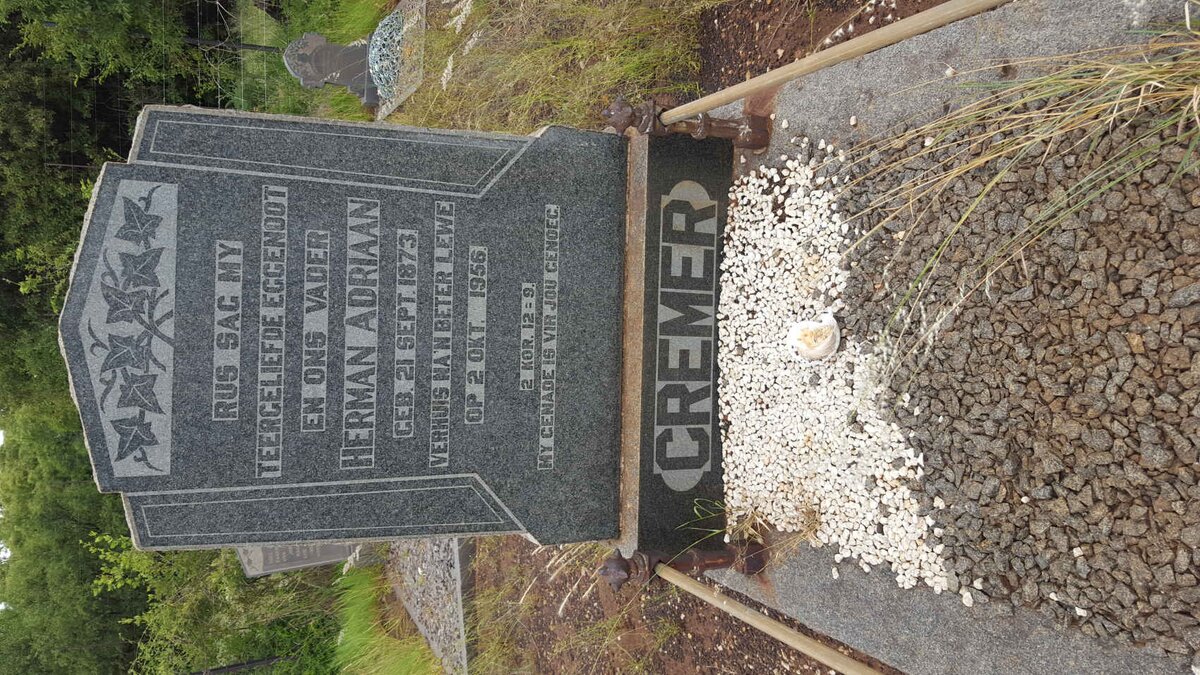 RUS SAG MY
TEERGELIEFDE EGGENOOT
EN ONS VADER
HERMAN ADRIAAN
GEB. 21 SEPT. 1873
VERHUIS NA 'N BETER LEWE
OP 2 OKT. 1956
2 KOR. 12-9.
MY GENADE IS VIR JOU GENOEG.
CREMER